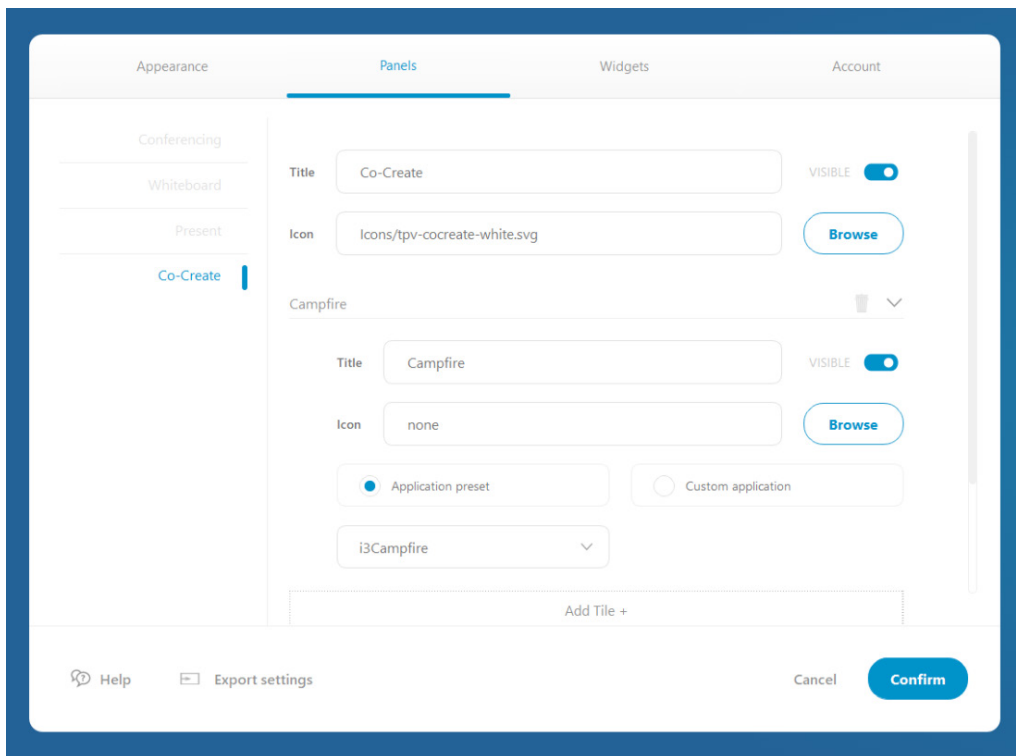 Appearance Panels Widgets Account
Conferencing
Whiteboard
Present
Co-Create
Title Co-Create VISIBLE
Icon Icons/tpv-cocreate-white.svg Browse
Campfire
Title Campfire VISIBLE
Icon none Browse
Application preset Custom application
i3Campfire
Add Tile +
Help Export settings Cancel Confirm